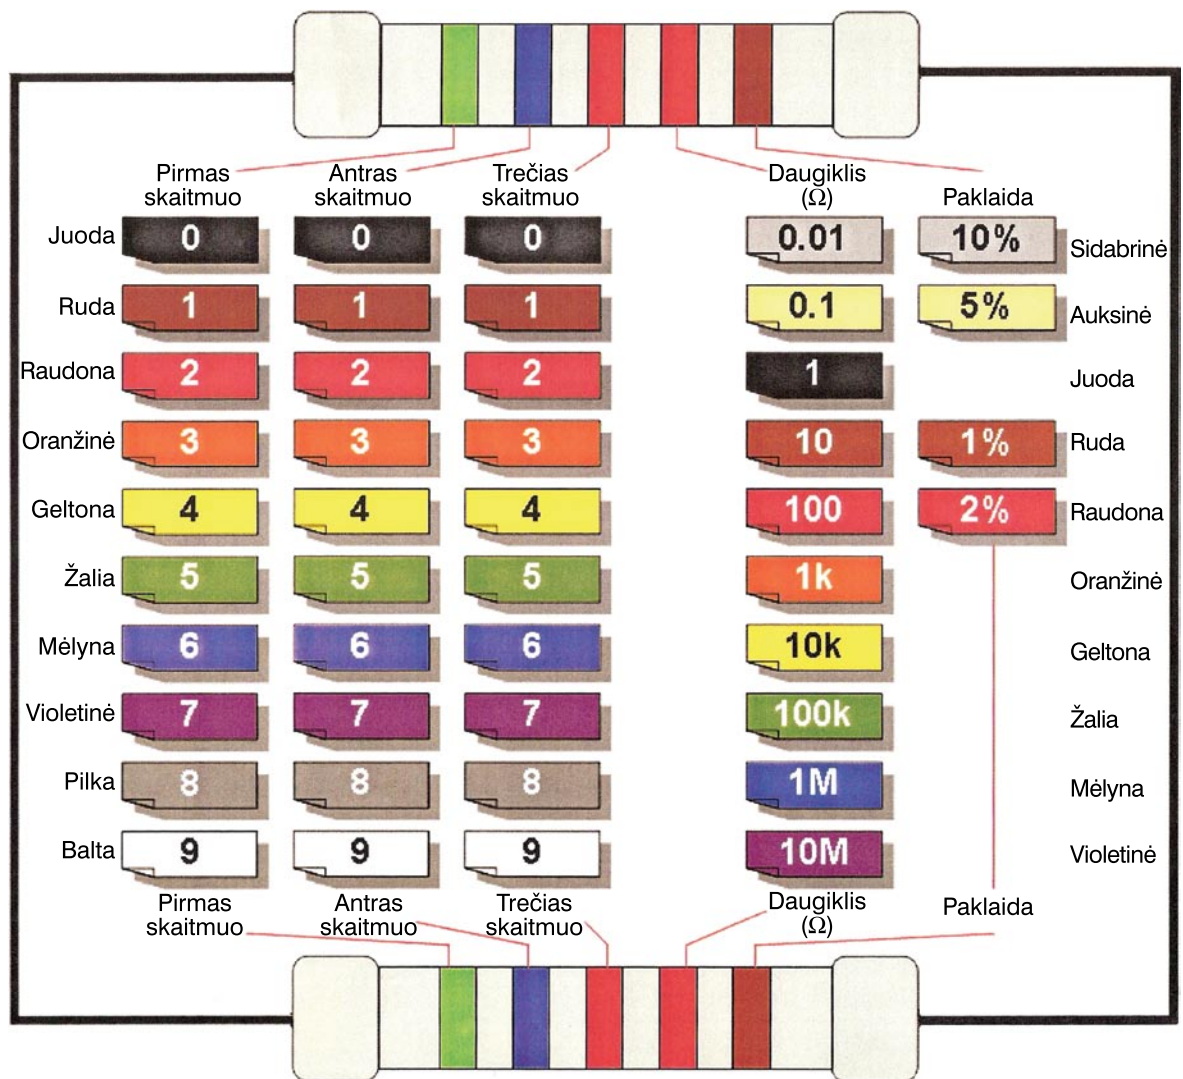 Pirmas skaitmuo
Antras skaitmuo
Trečias skaitmuo
Daugiklis (Ω)
Paklaida
Juoda 0 0 0 0.01 10% Sidabrinė
Ruda 1 1 1 0.1 5% Auksinė
Raudona 2 2 2 1 Juoda
Oranžinė 3 3 3 10 1% Ruda
Geltona 4 4 4 100 2% Raudona
Žalia 5 5 5 1k Oranžinė
Mėlyna 6 6 6 10k Geltona
Violetinė 7 7 7 100k Žalia
Pilka 8 8 8 1M Mėlyna
Balta 9 9 9 10M Violetinė
Pirmas skaitmuo
Antras skaitmuo
Trečias skaitmuo
Daugiklis (Ω)
Paklaida